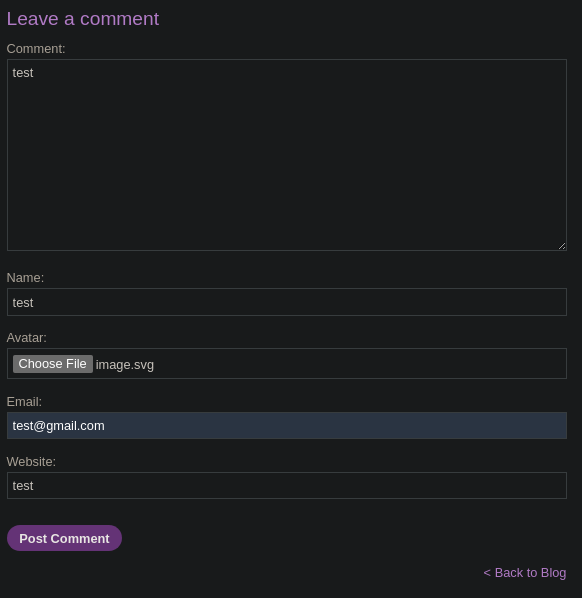 Leave a comment
Comment:
test
Name:
test
Avatar:
Choose File image.svg
Email:
test@gmail.com
Website:
test
Post Comment
< Back to Blog